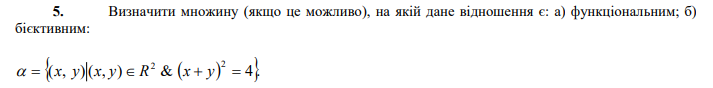 5. Визначити множину (якщо це можливо), на якій дане відношення є: а) функціональним; б)
бієктивним:
α = {(x, y)|(x, y) ∈ R² & (x + y)² = 4}.